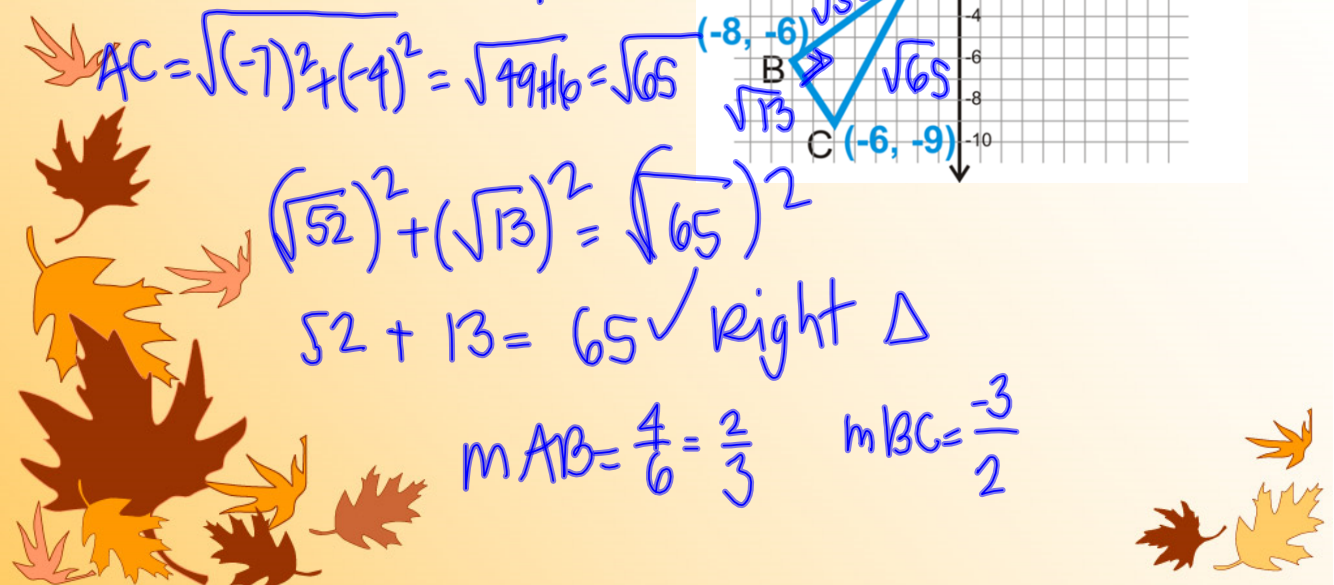 -4
(-8, -6)
AC = √(-7)²+(-4)² = √49+16 = √65
B
√65
-6
√13
-8
C (-6, -9)
-10
(√52)² + (√13)² = (√65)²
52 + 13 = 65 ✓ Right Δ
mAB = 4/6 = 2/3 mBC = -3/2